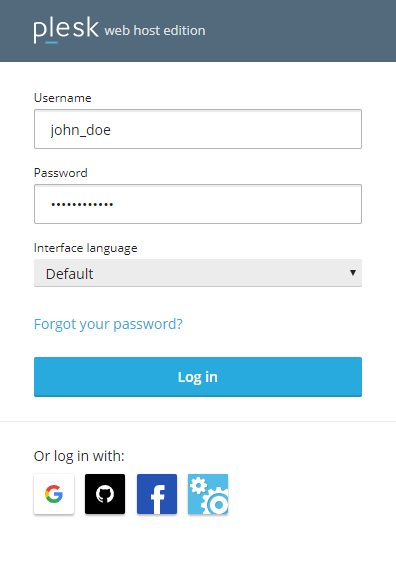 plesk web host edition
Username
john_doe
Password
••••••••••••
Interface language
Default
Forgot your password?
Log in
Or log in with: